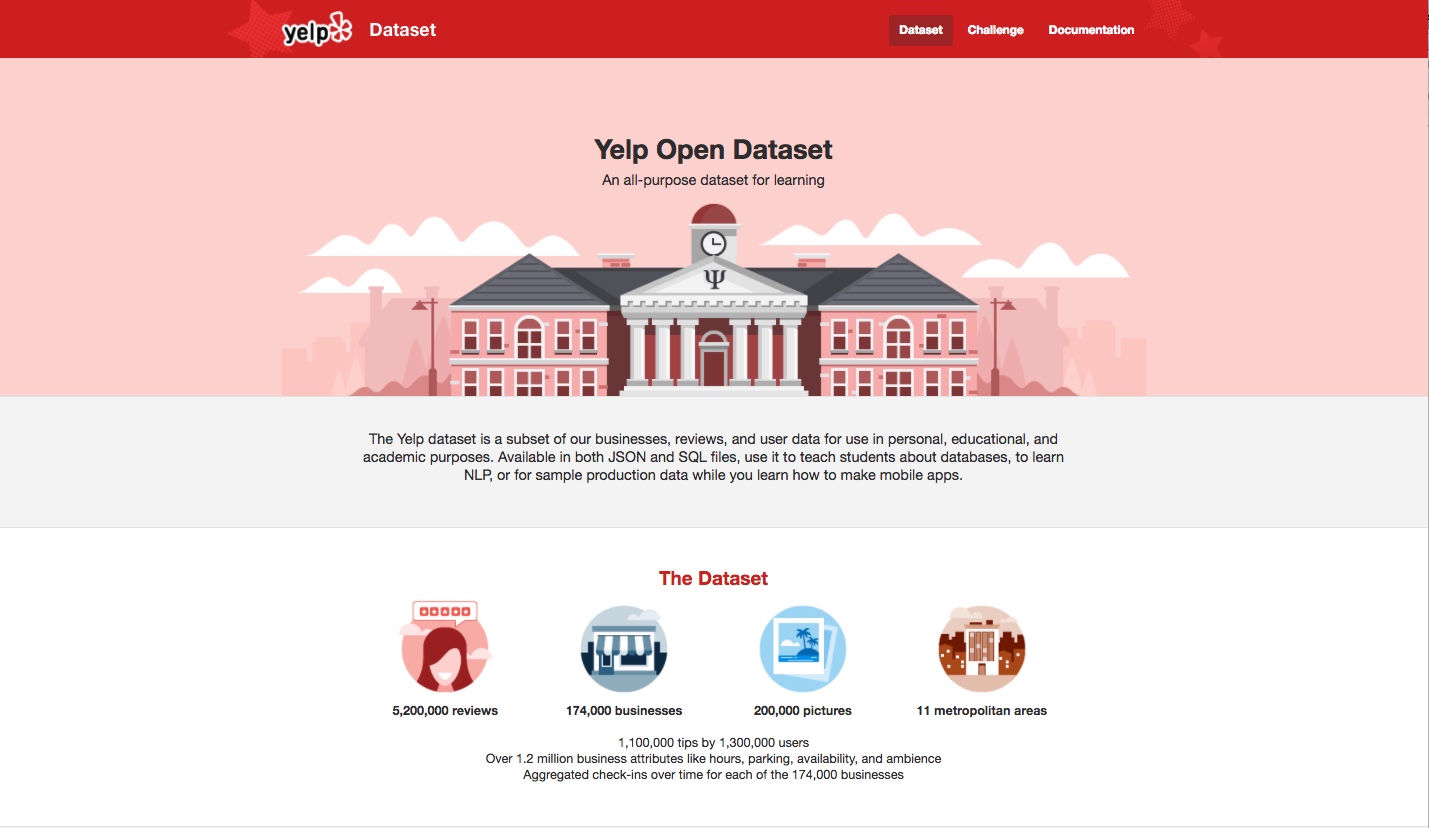 yelp Dataset Dataset Challenge Documentation
Yelp Open Dataset
An all-purpose dataset for learning
Ψ
The Yelp dataset is a subset of our businesses, reviews, and user data for use in personal, educational, and
academic purposes. Available in both JSON and SQL files, use it to teach students about databases, to learn
NLP, or for sample production data while you learn how to make mobile apps.
The Dataset
5,200,000 reviews 174,000 businesses 200,000 pictures 11 metropolitan areas
1,100,000 tips by 1,300,000 users
Over 1.2 million business attributes like hours, parking, availability, and ambience
Aggregated check-ins over time for each of the 174,000 businesses